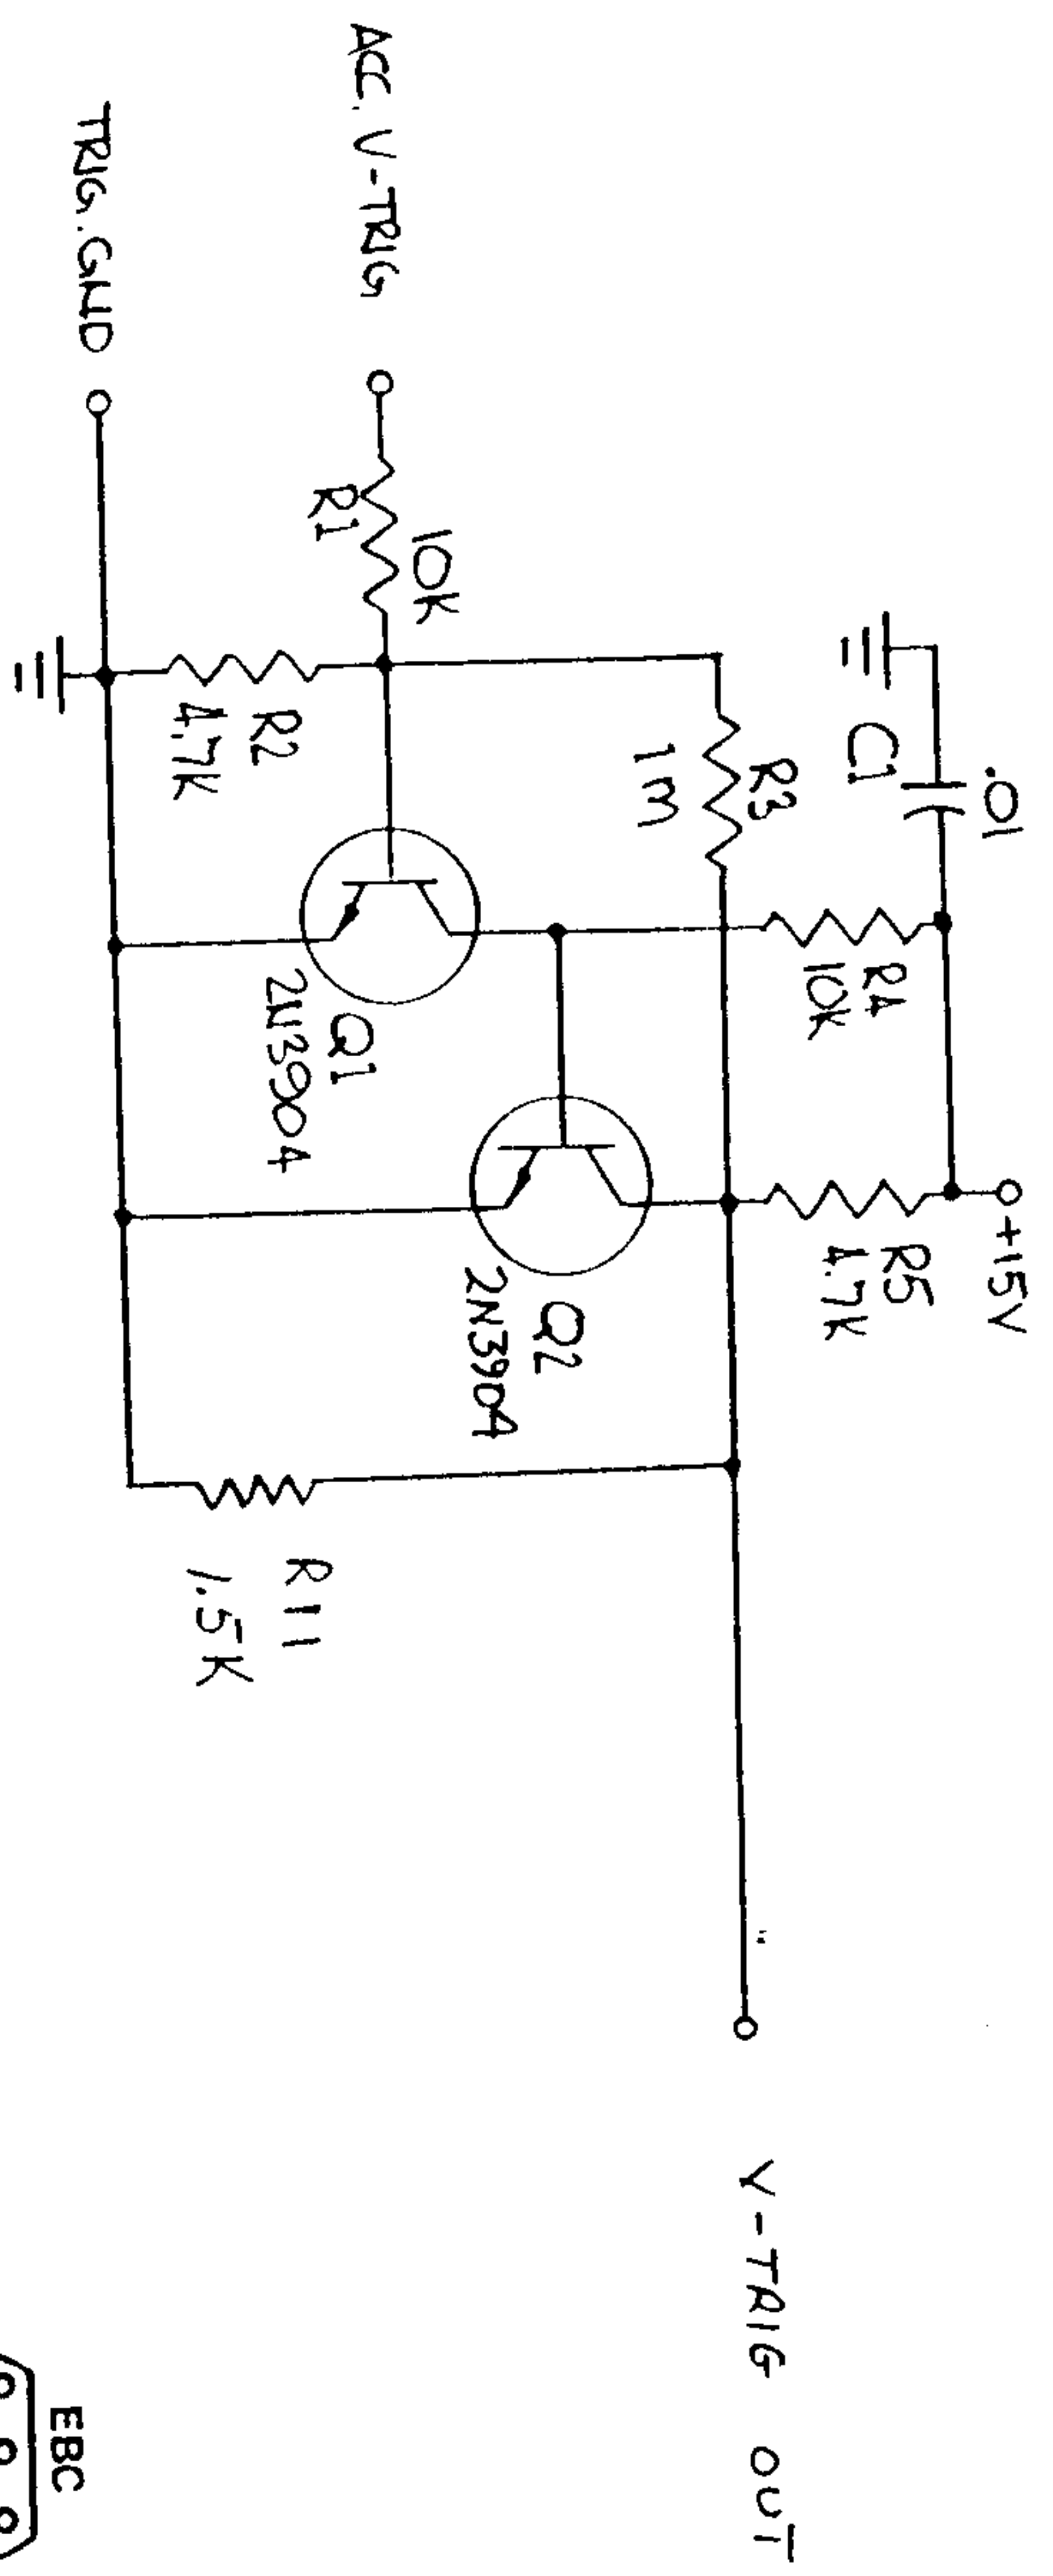 +15V
.01
C1
R4
10K
R5
4.7K
R3
1m
V-TRIG OUT
10K
ACC. V-TRIG
R1
Q2
2N3904
Q1
2N3904
R2
4.7K
R11
1.5K
TRIG. GND
EBC